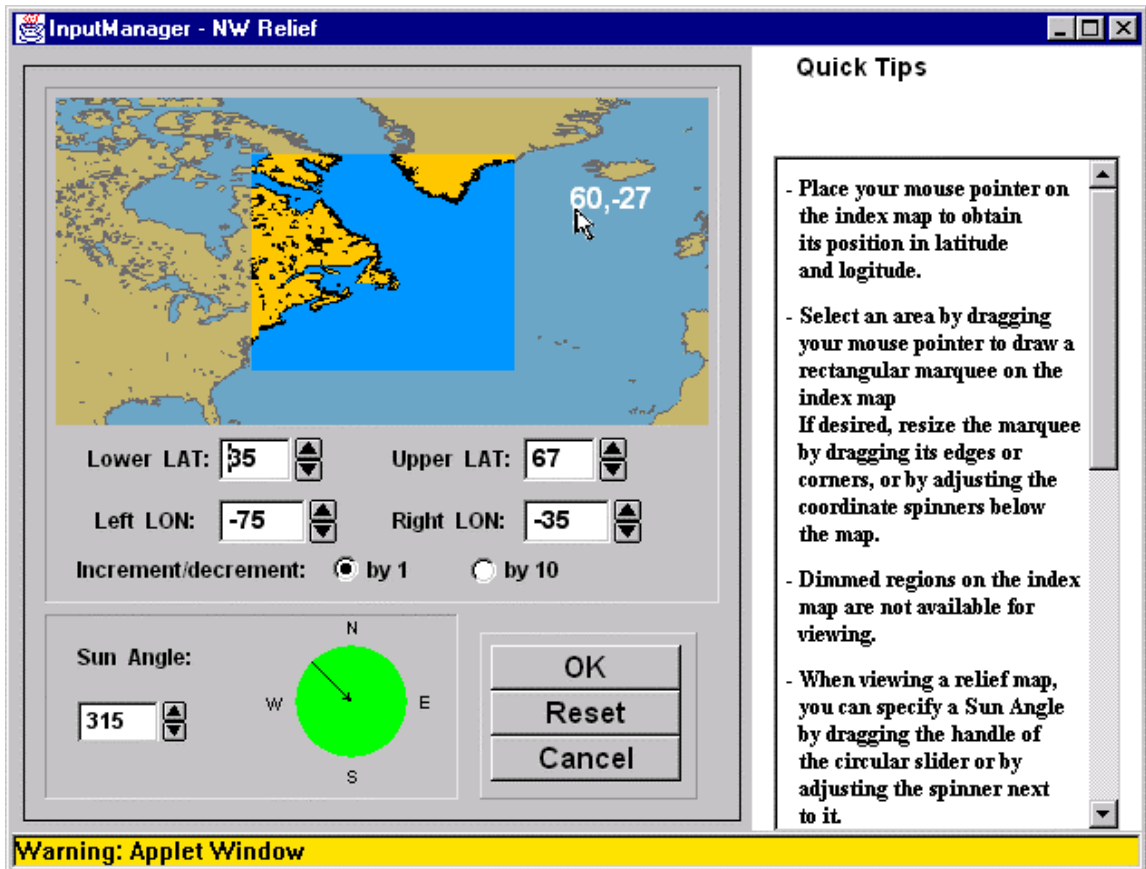 InputManager - NW Relief
60,-27
Lower LAT: 35
Upper LAT: 67
Left LON: -75
Right LON: -35
Increment/decrement: by 1 by 10
Sun Angle:
315
N
W
E
S
OK
Reset
Cancel
Quick Tips
- Place your mouse pointer on
the index map to obtain
its position in latitude
and logitude.
- Select an area by dragging
your mouse pointer to draw a
rectangular marquee on the
index map
If desired, resize the marquee
by dragging its edges or
corners, or by adjusting the
coordinate spinners below
the map.
- Dimmed regions on the index
map are not available for
viewing.
- When viewing a relief map,
you can specify a Sun Angle
by dragging the handle of
the circular slider or by
adjusting the spinner next
to it.
Warning: Applet Window